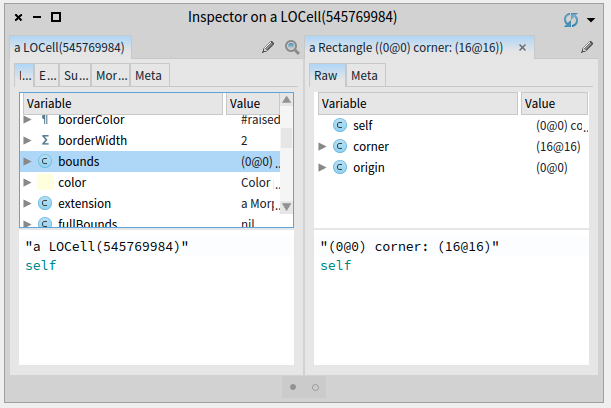 Inspector on a LOCell(545769984)
a LOCell(545769984)
I... E... Su... Mor... Meta
Variable Value
borderColor #raised
borderWidth 2
bounds (0@0) ..
color Color ..
extension a Morp
fullBounds nil
"a LOCell(545769984)"
self
a Rectangle ((0@0) corner: (16@16))
Raw Meta
Variable Value
self (0@0) co..
corner (16@16)
origin (0@0)
"(0@0) corner: (16@16)"
self